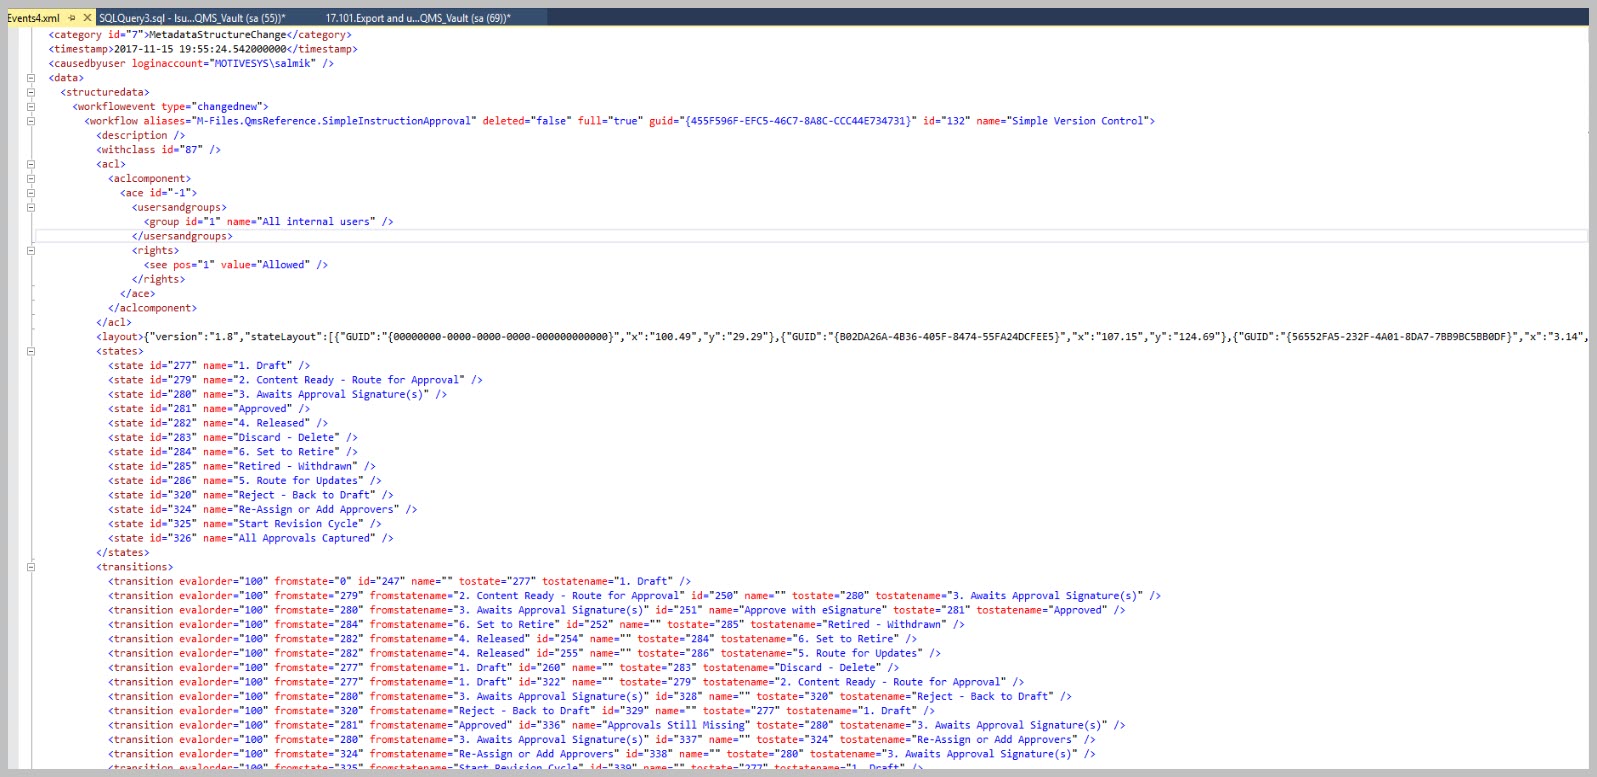 Events4.xml SQLQuery3.sql - Isu...QMS_Vault (sa (55))* 17.101.Export and u...QMS_Vault (sa (69))*
<category id="7">MetadataStructureChange</category>
<timestamp>2017-11-15 19:55:24.542000000</timestamp>
<causedbyuser loginaccount="MOTIVESYS\salmik" />
<data>
<structuredata>
<workflowevent type="changednew">
<workflow aliases="M-Files.QmsReference.SimpleInstructionApproval" deleted="false" full="true" guid="{455F596F-EFC5-46C7-8A8C-CCC44E734731}" id="132" name="Simple Version Control">
<description />
<withclass id="87" />
<acl>
<aclcomponent>
<ace id="-1">
<usersandgroups>
<group id="1" name="All internal users" />
</usersandgroups>
<rights>
<see pos="1" value="Allowed" />
</rights>
</ace>
</aclcomponent>
</acl>
<layout>{"version":"1.8","stateLayout":[{"GUID":"{00000000-0000-0000-0000-000000000000}","x":"100.49","y":"29.29"},{"GUID":"{B02DA26A-4B36-405F-8474-55FA24DCFEE5}","x":"107.15","y":"124.69"},{"GUID":"{56552FA5-232F-4A01-8DA7-7BB9BC5BB0DF}","x":"3.14",
<states>
<state id="277" name="1. Draft" />
<state id="279" name="2. Content Ready - Route for Approval" />
<state id="280" name="3. Awaits Approval Signature(s)" />
<state id="281" name="Approved" />
<state id="282" name="4. Released" />
<state id="283" name="Discard - Delete" />
<state id="284" name="6. Set to Retire" />
<state id="285" name="Retired - Withdrawn" />
<state id="286" name="5. Route for Updates" />
<state id="320" name="Reject - Back to Draft" />
<state id="324" name="Re-Assign or Add Approvers" />
<state id="325" name="Start Revision Cycle" />
<state id="326" name="All Approvals Captured" />
</states>
<transitions>
<transition evalorder="100" fromstate="0" id="247" name="" tostate="277" tostatename="1. Draft" />
<transition evalorder="100" fromstate="279" fromstatename="2. Content Ready - Route for Approval" id="250" name="" tostate="280" tostatename="3. Awaits Approval Signature(s)" />
<transition evalorder="100" fromstate="280" fromstatename="3. Awaits Approval Signature(s)" id="251" name="Approve with eSignature" tostate="281" tostatename="Approved" />
<transition evalorder="100" fromstate="284" fromstatename="6. Set to Retire" id="252" name="" tostate="285" tostatename="Retired - Withdrawn" />
<transition evalorder="100" fromstate="282" fromstatename="4. Released" id="254" name="" tostate="284" tostatename="6. Set to Retire" />
<transition evalorder="100" fromstate="282" fromstatename="4. Released" id="255" name="" tostate="286" tostatename="5. Route for Updates" />
<transition evalorder="100" fromstate="277" fromstatename="1. Draft" id="260" name="" tostate="283" tostatename="Discard - Delete" />
<transition evalorder="100" fromstate="277" fromstatename="1. Draft" id="322" name="" tostate="279" tostatename="2. Content Ready - Route for Approval" />
<transition evalorder="100" fromstate="280" fromstatename="3. Awaits Approval Signature(s)" id="328" name="" tostate="320" tostatename="Reject - Back to Draft" />
<transition evalorder="100" fromstate="320" fromstatename="Reject - Back to Draft" id="329" name="" tostate="277" tostatename="1. Draft" />
<transition evalorder="100" fromstate="281" fromstatename="Approved" id="336" name="Approvals Still Missing" tostate="280" tostatename="3. Awaits Approval Signature(s)" />
<transition evalorder="100" fromstate="280" fromstatename="3. Awaits Approval Signature(s)" id="337" name="" tostate="324" tostatename="Re-Assign or Add Approvers" />
<transition evalorder="100" fromstate="324" fromstatename="Re-Assign or Add Approvers" id="338" name="" tostate="280" tostatename="3. Awaits Approval Signature(s)" />
<transition evalorder="100" fromstate="325" fromstatename="Start Revision Cycle" id="339" name="" tostate="277" tostatename="1. Draft" />